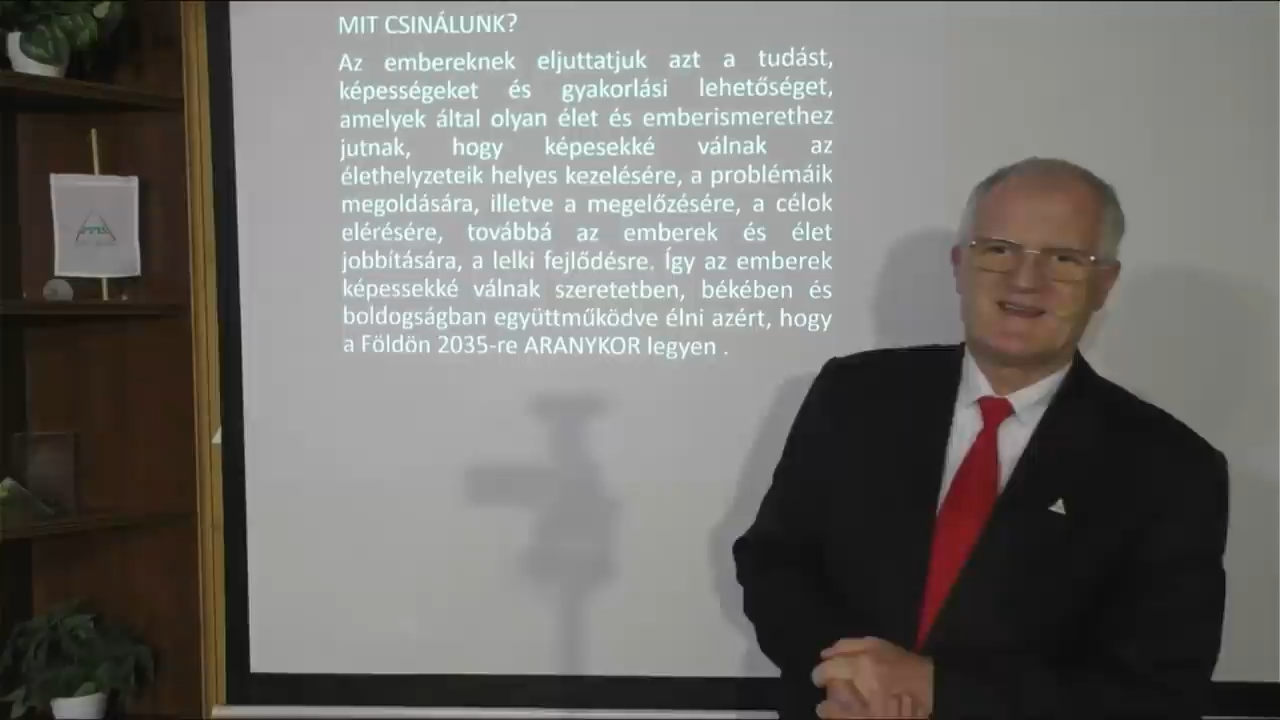 MIT CSINÁLUNK?
Az embereknek eljuttatjuk azt a tudást,
képességeket és gyakorlási lehetőséget,
amelyek által olyan élet és emberismerethez
jutnak, hogy képesekké válnak az
élethelyzeteik helyes kezelésére, a problémáik
megoldására, illetve a megelőzésére, a célok
elérésére, továbbá az emberek és élet
jobbítására, a lelki fejlődésre. Így az emberek
képessekké válnak szeretetben, békében és
boldogságban együttműködve élni azért, hogy
a Földön 2035-re ARANYKOR legyen .